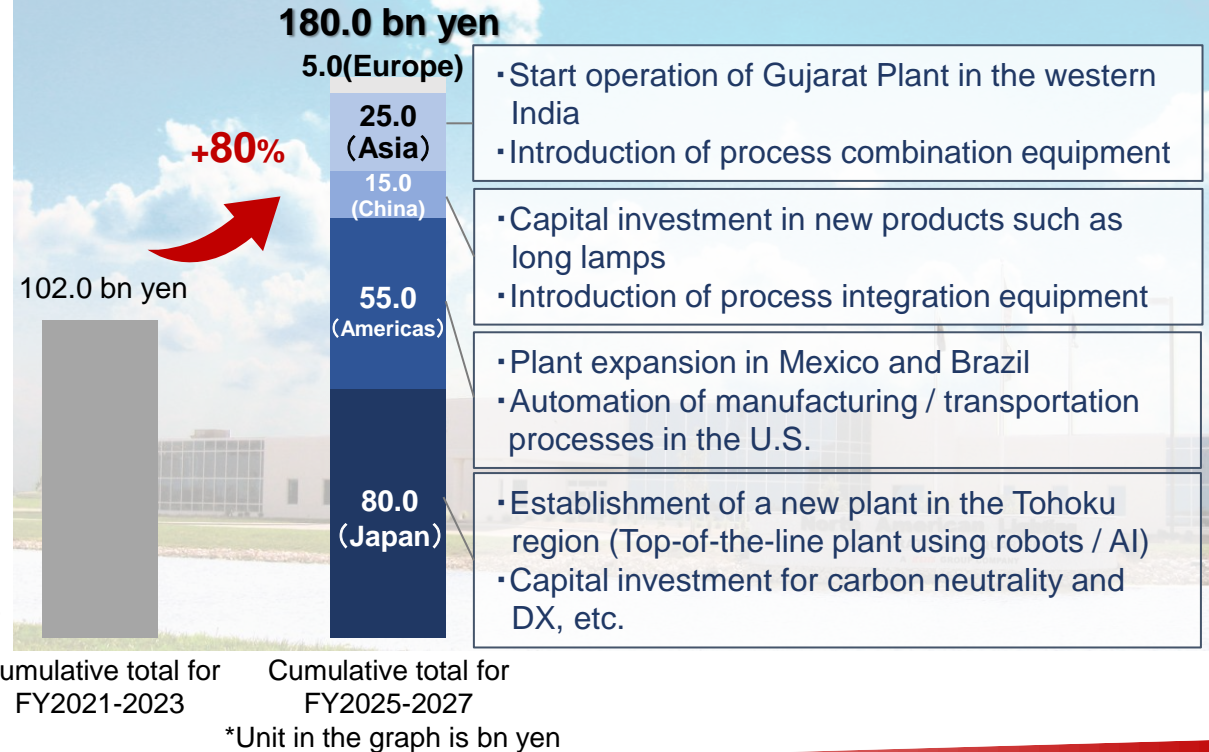 180.0 bn yen
5.0(Europe)
25.0
（Asia）
15.0
(China)
55.0
（Americas）
80.0
（Japan）
+80%
102.0 bn yen
・Start operation of Gujarat Plant in the western
India
・Introduction of process combination equipment
・Capital investment in new products such as
long lamps
・Introduction of process integration equipment
・Plant expansion in Mexico and Brazil
・Automation of manufacturing / transportation
processes in the U.S.
・Establishment of a new plant in the Tohoku
region (Top-of-the-line plant using robots / AI)
・Capital investment for carbon neutrality and
DX, etc.
North American Lighting
umulative total for
FY2021-2023
Cumulative total for
FY2025-2027
*Unit in the graph is bn yen